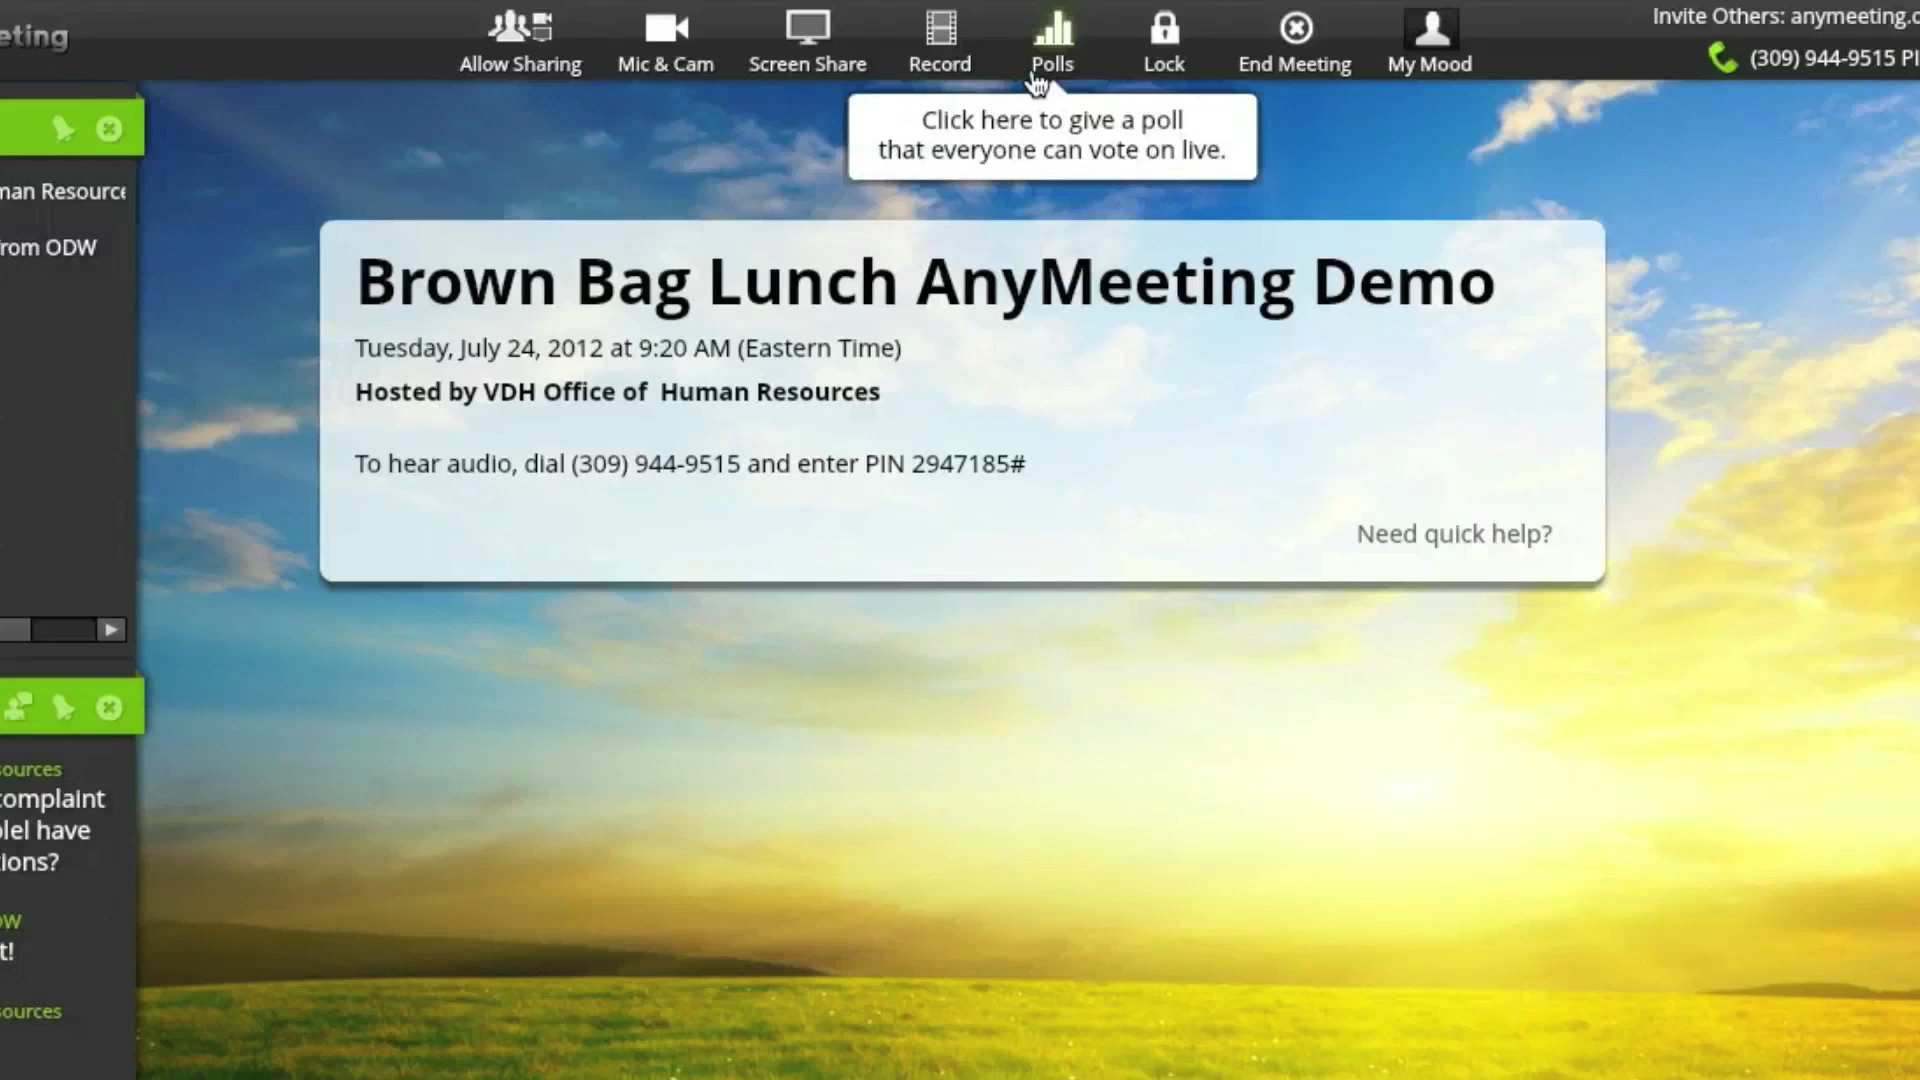 eting
Allow Sharing
Mic & Cam
Screen Share
Record
Polls
Lock
End Meeting
My Mood
Invite Others: anymeeting.c
(309) 944-9515 PI
Click here to give a poll
that everyone can vote on live.
man Resource
from ODW
Brown Bag Lunch AnyMeeting Demo
Tuesday, July 24, 2012 at 9:20 AM (Eastern Time)
Hosted by VDH Office of Human Resources
To hear audio, dial (309) 944-9515 and enter PIN 2947185#
Need quick help?
ources
complaint
have
ions?
t!
ources